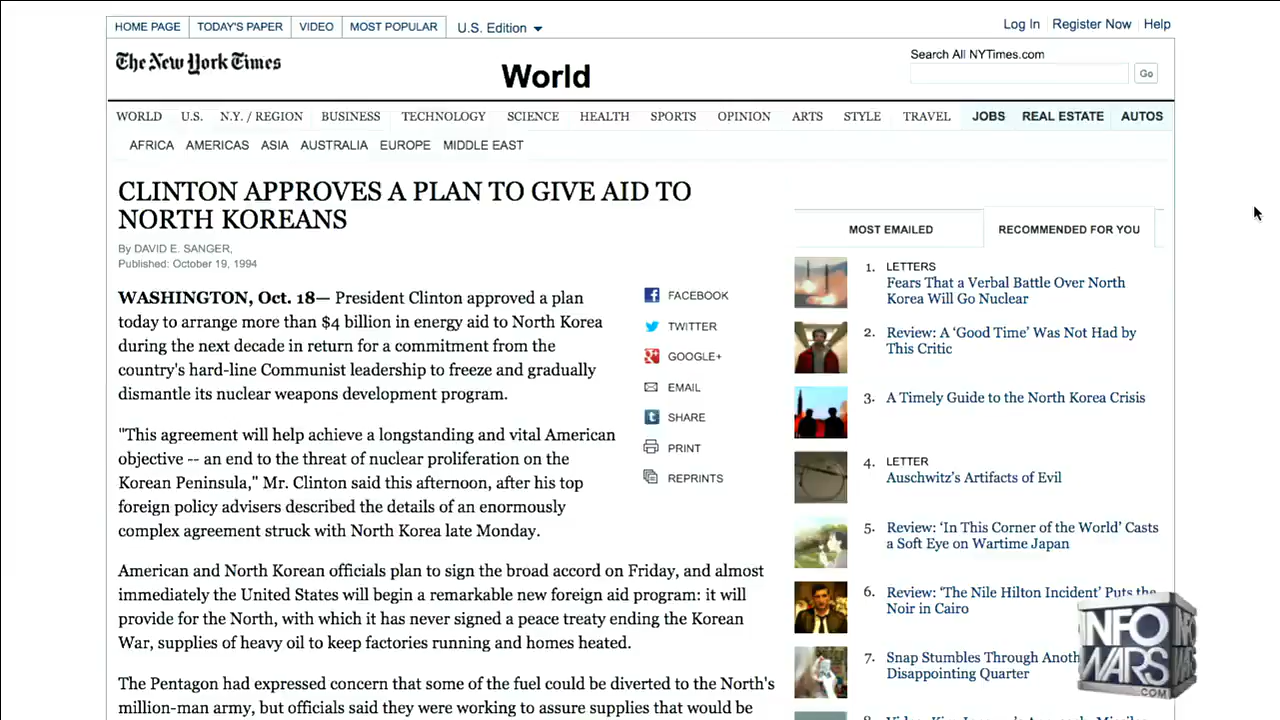 HOME PAGE TODAY'S PAPER VIDEO MOST POPULAR U.S. Edition
Log In Register Now Help
The New York Times
World
Search All NYTimes.com
Go
WORLD U.S. N.Y. / REGION BUSINESS TECHNOLOGY SCIENCE HEALTH SPORTS OPINION ARTS STYLE TRAVEL JOBS REAL ESTATE AUTOS
AFRICA AMERICAS ASIA AUSTRALIA EUROPE MIDDLE EAST
CLINTON APPROVES A PLAN TO GIVE AID TO
NORTH KOREANS
By DAVID E. SANGER,
Published: October 19, 1994
WASHINGTON, Oct. 18— President Clinton approved a plan
today to arrange more than $4 billion in energy aid to North Korea
during the next decade in return for a commitment from the
country's hard-line Communist leadership to freeze and gradually
dismantle its nuclear weapons development program.
"This agreement will help achieve a longstanding and vital American
objective -- an end to the threat of nuclear proliferation on the
Korean Peninsula," Mr. Clinton said this afternoon, after his top
foreign policy advisers described the details of an enormously
complex agreement struck with North Korea late Monday.
American and North Korean officials plan to sign the broad accord on Friday, and almost
immediately the United States will begin a remarkable new foreign aid program: it will
provide for the North, with which it has never signed a peace treaty ending the Korean
War, supplies of heavy oil to keep factories running and homes heated.
The Pentagon had expressed concern that some of the fuel could be diverted to the North's
million-man army, but officials said they were working to assure supplies that would be
FACEBOOK
TWITTER
GOOGLE+
EMAIL
SHARE
PRINT
REPRINTS
MOST EMAILED RECOMMENDED FOR YOU
1. LETTERS
Fears That a Verbal Battle Over North
Korea Will Go Nuclear
2. Review: A ‘Good Time’ Was Not Had by
This Critic
3. A Timely Guide to the North Korea Crisis
4. LETTER
Auschwitz’s Artifacts of Evil
5. Review: ‘In This Corner of the World’ Casts
a Soft Eye on Wartime Japan
6. Review: ‘The Nile Hilton Incident’ Puts the
Noir in Cairo
7. Snap Stumbles Through Anoth
Disappointing Quarter
INFO
WARS
.COM